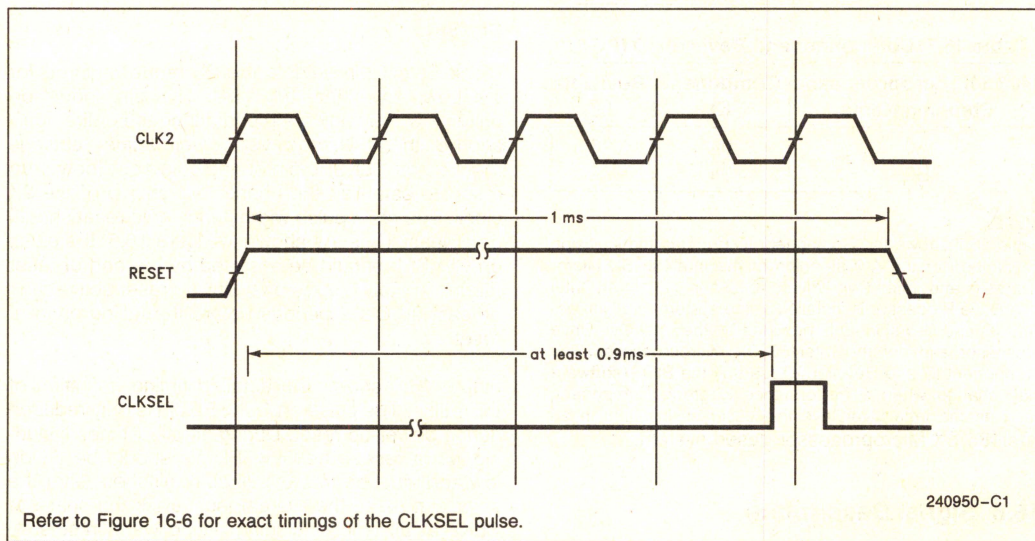 CLK2
1 ms
RESET
at least 0.9ms
CLKSEL
240950–C1
Refer to Figure 16-6 for exact timings of the CLKSEL pulse.